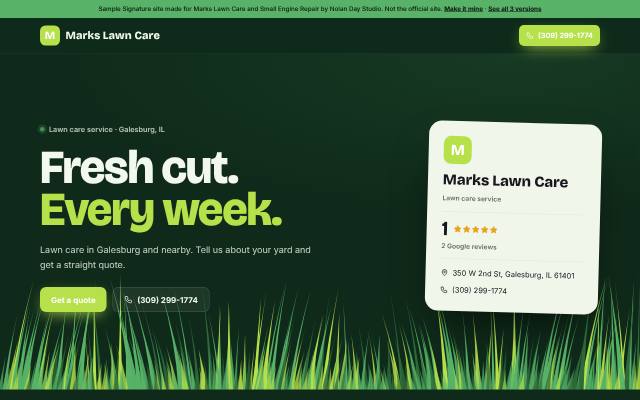 Sample Signature site made for Marks Lawn Care and Small Engine Repair by Nolan Day Studio. Not the official site. Make it mine · See all 3 versions
M Marks Lawn Care
(309) 299-1774
Lawn care service · Galesburg, IL
Fresh cut.
Every week.
Lawn care in Galesburg and nearby. Tell us about your yard and
get a straight quote.
Get a quote
(309) 299-1774
M
Marks Lawn Care
Lawn care service
1 ★★★★★
2 Google reviews
350 W 2nd St, Galesburg, IL 61401
(309) 299-1774